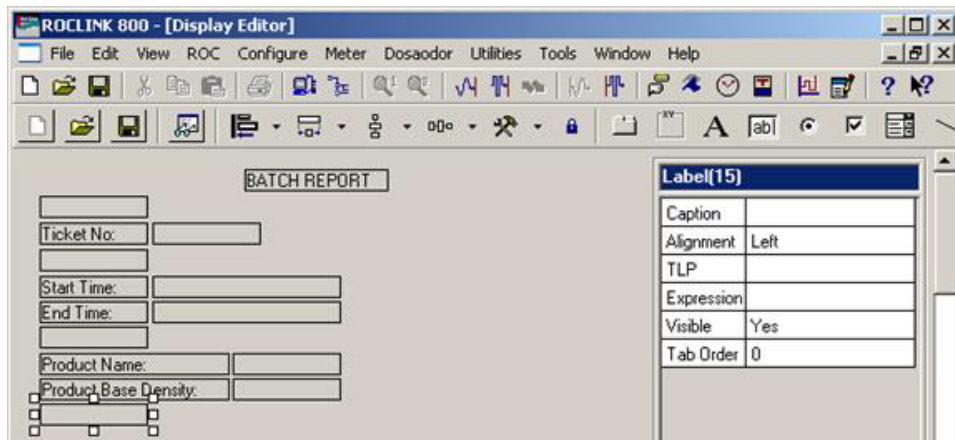 ROCLINK 800 - [Display Editor]
File Edit View ROC Configure Meter Dosaodor Utilities Tools Window Help
XY A ab
BATCH REPORT
Ticket No:
Start Time:
End Time:
Product Name:
Product Base Density:
Label(15)
Caption
Alignment Left
TLP
Expression
Visible Yes
Tab Order 0